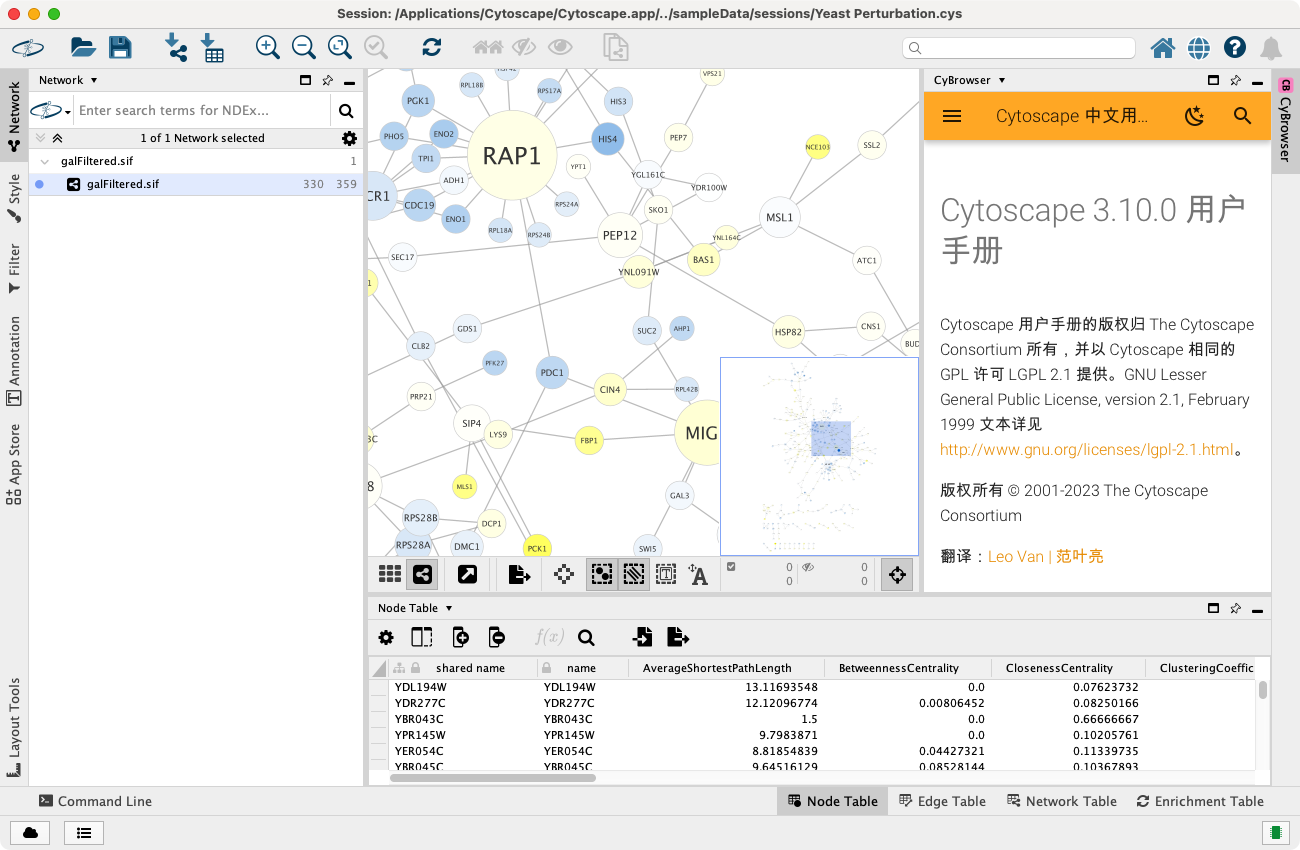 Session: /Applications/Cytoscape/Cytoscape.app/../sampleData/sessions/Yeast Perturbation.cys
Network
Style
Filter
Annotation
App Store
Layout Tools
Network
Enter search terms for NDEx...
1 of 1 Network selected
galFiltered.sif 1
galFiltered.sif 330 359
RPL18B
RPS17A
PGK1
HIS3
VPS21
PHO5
ENO2
RAP1
HIS4
PEP7
NCE103
SSL2
TPI1
YPT1
ADH1
YGL161C
YDR100W
CR1
CDC19
ENO1
RPS24A
SKO1
MSL1
RPL18A
RPS24B
PEP12
YNL164C
SEC17
BAS1
ATC1
YNL091W
GDS1
SUC2
AHP1
HSP82
CNS1
CLB2
BUD
PFK27
PDC1
CIN4
RPL42B
PRP21
SIP4
LYS9
FBP1
MIG
MLS1
GAL3
RPS28B
DCP1
RPS28A
DMC1
PCK1
SWI5
0
0
0
0
CyBrowser
CB CyBrowser
Cytoscape 中文用...
Cytoscape 3.10.0 用户
手册
Cytoscape 用户手册的版权归 The Cytoscape
Consortium 所有，并以 Cytoscape 相同的
GPL 许可 LGPL 2.1 提供。GNU Lesser
General Public License, version 2.1, February
1999 文本详见
http://www.gnu.org/licenses/lgpl-2.1.html。
版权所有 © 2001-2023 The Cytoscape
Consortium
翻译：Leo Van | 范叶亮
Node Table
f(x)
shared name name AverageShortestPathLength BetweennessCentrality ClosenessCentrality ClusteringCoeffic
YDL194W YDL194W 13.11693548 0.0 0.07623732
YDR277C YDR277C 12.12096774 0.00806452 0.08250166
YBR043C YBR043C 1.5 0.0 0.66666667
YPR145W YPR145W 9.7983871 0.0 0.10205761
YER054C YER054C 8.81854839 0.04427321 0.11339735
YBR045C YBR045C 9.64516129 0.08528144 0.10367893
Command Line
Node Table Edge Table Network Table Enrichment Table